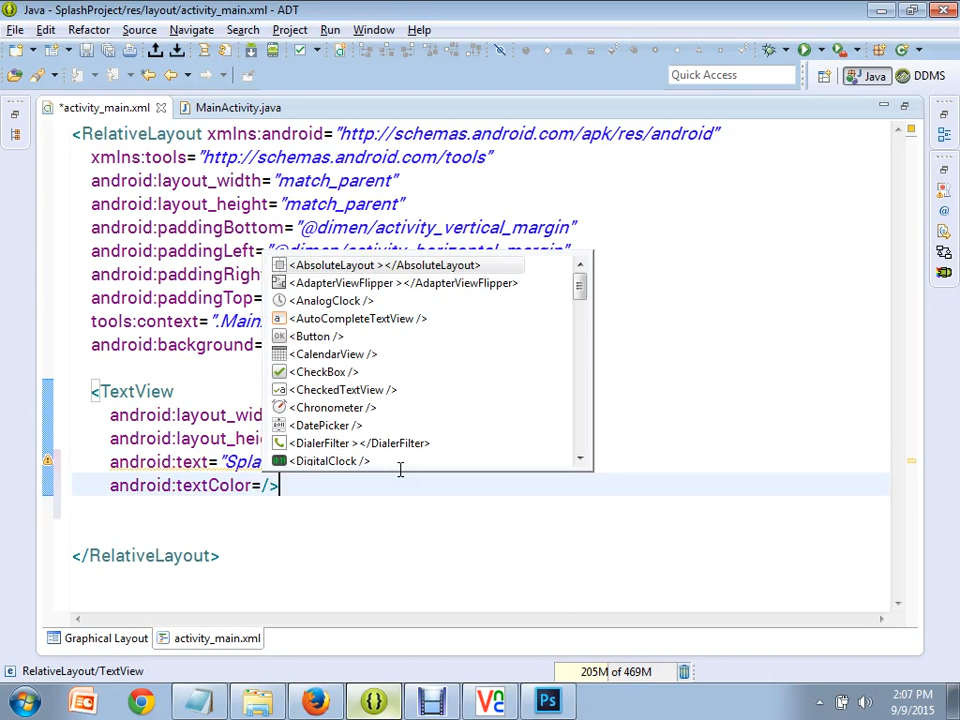 Java - SplashProject/res/layout/activity_main.xml - ADT
File Edit Refactor Source Navigate Search Project Run Window Help
Quick Access
Java
DDMS
*activity_main.xml
MainActivity.java
<RelativeLayout xmlns:android="http://schemas.android.com/apk/res/android"
xmlns:tools="http://schemas.android.com/tools"
android:layout_width="match_parent"
android:layout_height="match_parent"
android:paddingBottom="@dimen/activity_vertical_margin"
android:paddingLeft="@dimen/activity_horizontal_margin"
android:paddingRigh
android:paddingTop=
tools:context=".Main
android:background=
<AbsoluteLayout ></AbsoluteLayout>
<AdapterViewFlipper ></AdapterViewFlipper>
<AnalogClock />
<AutoCompleteTextView />
<Button />
<CalendarView />
<CheckBox />
<CheckedTextView />
<Chronometer />
<DatePicker />
<DialerFilter ></DialerFilter>
<DigitalClock />
<TextView
android:layout_wid
android:layout_hei
android:text="Spla
android:textColor=/>
</RelativeLayout>
Graphical Layout
activity_main.xml
RelativeLayout/TextView
205M of 469M
2:07 PM
9/9/2015